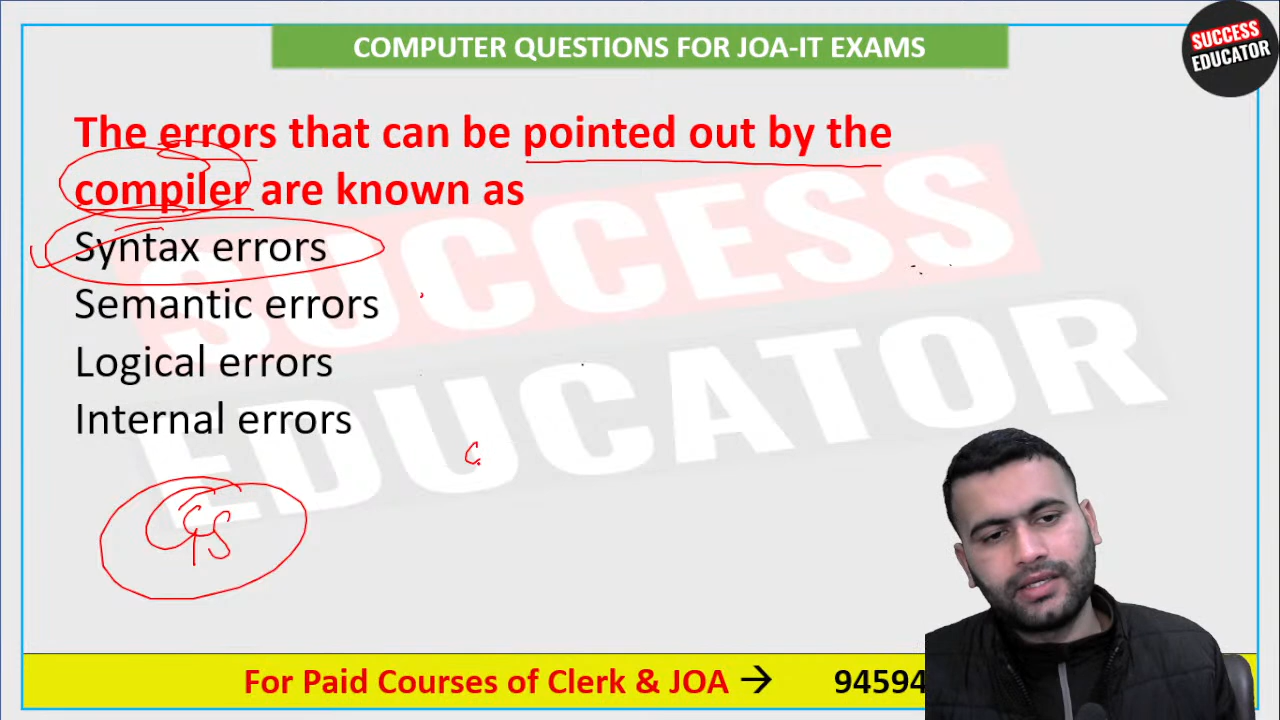 COMPUTER QUESTIONS FOR JOA-IT EXAMS
SUCCESS
EDUCATOR
The errors that can be pointed out by the
compiler are known as
Syntax errors
Semantic errors
Logical errors
Internal errors
SUCCESS
EDUCATOR
For Paid Courses of Clerk & JOA → 94594